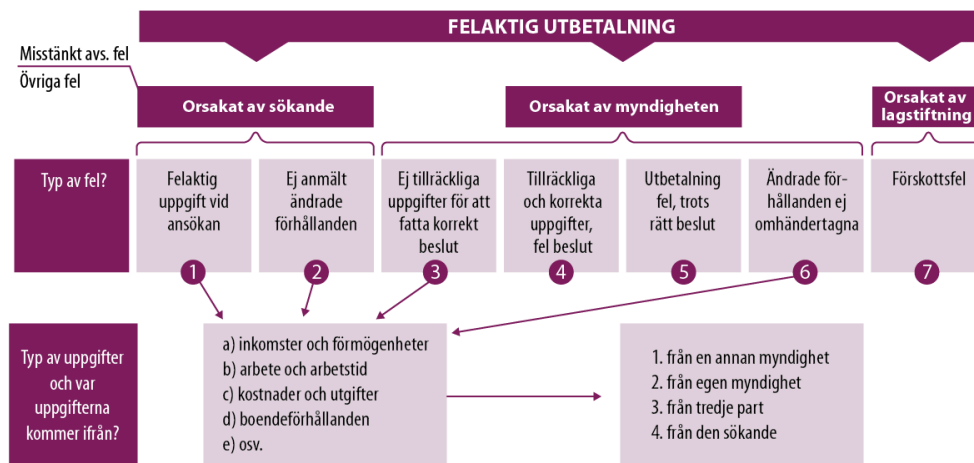 FELAKTIG UTBETALNING
Misstänkt avs. fel
Övriga fel
Orsakat av sökande
Orsakat av myndigheten
Orsakat av
lagstiftning
Typ av fel?
Felaktig
uppgift vid
ansökan
1
Ej anmält
ändrade
förhållanden
2
Ej tillräckliga
uppgifter för att
fatta korrekt
beslut
3
Tillräckliga
och korrekta
uppgifter,
fel beslut
4
Utbetalning
fel, trots
rätt beslut
5
Ändrade för-
hållanden ej
omhändertagna
6
Förskottsfel
7
Typ av uppgifter
och var
uppgifterna
kommer ifrån?
a) inkomster och förmögenheter
b) arbete och arbetstid
c) kostnader och utgifter
d) boendeförhållanden
e) osv.
1. från en annan myndighet
2. från egen myndighet
3. från tredje part
4. från den sökande